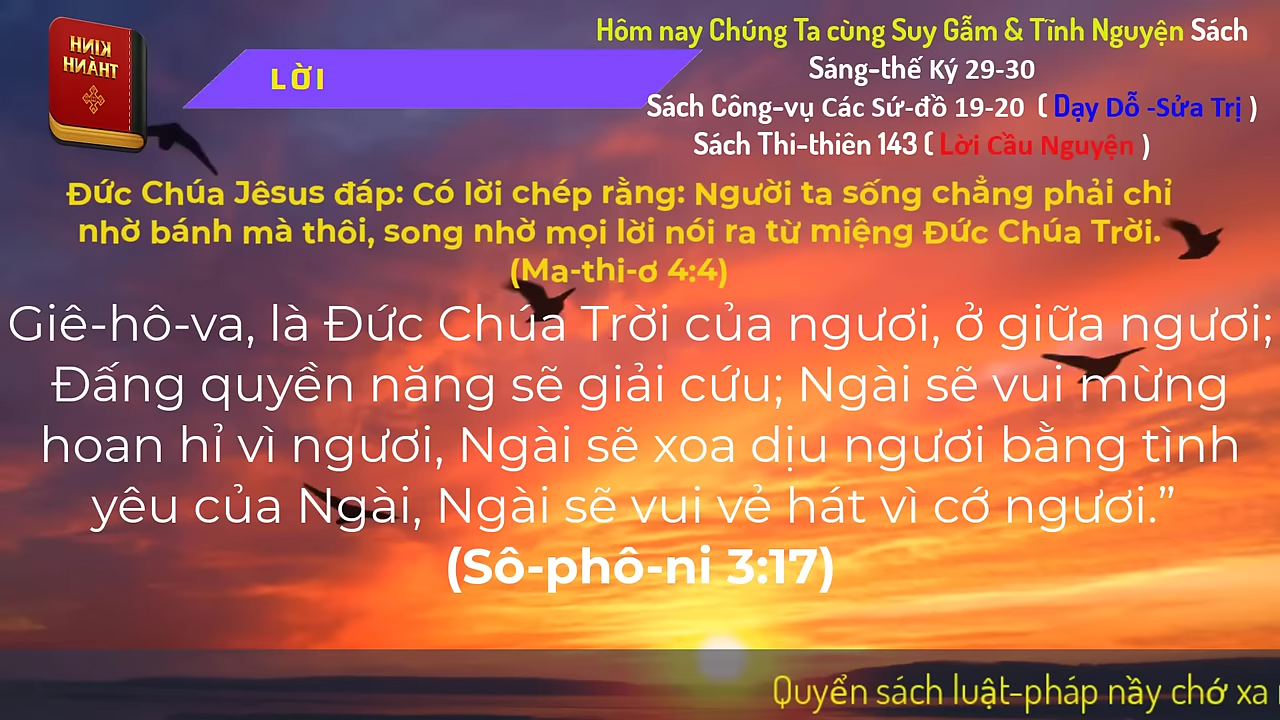 KINH
THÁNH
LỜI
Hôm nay Chúng Ta cùng Suy Gẫm & Tĩnh Nguyện Sách
Sáng-thế Ký 29-30
Sách Công-vụ Các Sứ-đồ 19-20 ( Dạy Dỗ -Sửa Trị )
Sách Thi-thiên 143 ( Lời Cầu Nguyện )
Đức Chúa Jêsus đáp: Có lời chép rằng: Người ta sống chẳng phải chỉ
nhờ bánh mà thôi, song nhờ mọi lời nói ra từ miệng Đức Chúa Trời.
(Ma-thi-ơ 4:4)
Giê-hô-va, là Đức Chúa Trời của ngươi, ở giữa ngươi;
Đấng quyền năng sẽ giải cứu; Ngài sẽ vui mừng
hoan hỉ vì ngươi, Ngài sẽ xoa dịu ngươi bằng tình
yêu của Ngài, Ngài sẽ vui vẻ hát vì cớ ngươi.”
(Sô-phô-ni 3:17)
Quyển sách luật-pháp nầy chớ xa